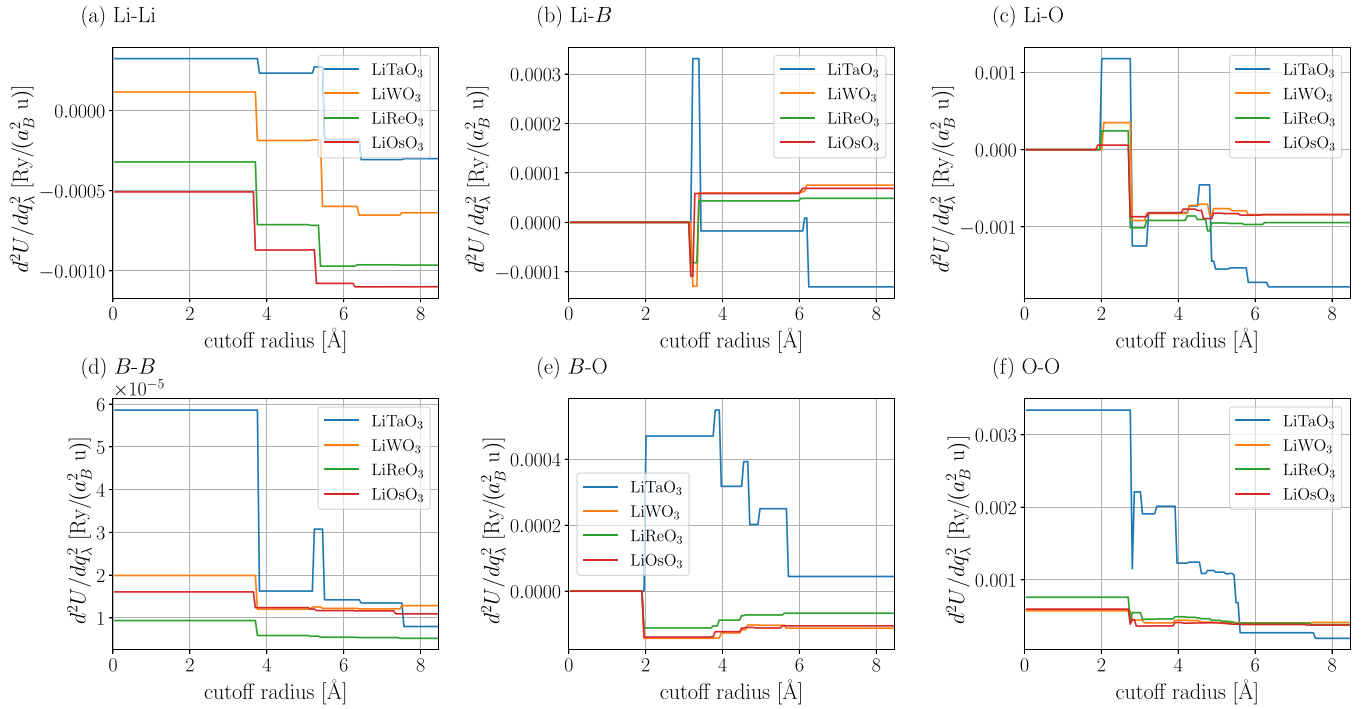 (a) Li-Li
d²U/dq²_λ [Ry/(a²_B u)]
0.0000
−0.0005
−0.0010
LiTaO₃
LiWO₃
LiReO₃
LiOsO₃
0 2 4 6 8
cutoff radius [Å]
(b) Li-B
d²U/dq²_λ [Ry/(a²_B u)]
0.0003
0.0002
0.0001
0.0000
−0.0001
LiTaO₃
LiWO₃
LiReO₃
LiOsO₃
0 2 4 6 8
cutoff radius [Å]
(c) Li-O
d²U/dq²_λ [Ry/(a²_B u)]
0.001
0.000
−0.001
LiTaO₃
LiWO₃
LiReO₃
LiOsO₃
0 2 4 6 8
cutoff radius [Å]
(d) B-B
×10⁻⁵
d²U/dq²_λ [Ry/(a²_B u)]
6
5
4
3
2
1
LiTaO₃
LiWO₃
LiReO₃
LiOsO₃
0 2 4 6 8
cutoff radius [Å]
(e) B-O
d²U/dq²_λ [Ry/(a²_B u)]
0.0004
0.0002
0.0000
LiTaO₃
LiWO₃
LiReO₃
LiOsO₃
0 2 4 6 8
cutoff radius [Å]
(f) O-O
d²U/dq²_λ [Ry/(a²_B u)]
0.003
0.002
0.001
LiTaO₃
LiWO₃
LiReO₃
LiOsO₃
0 2 4 6 8
cutoff radius [Å]